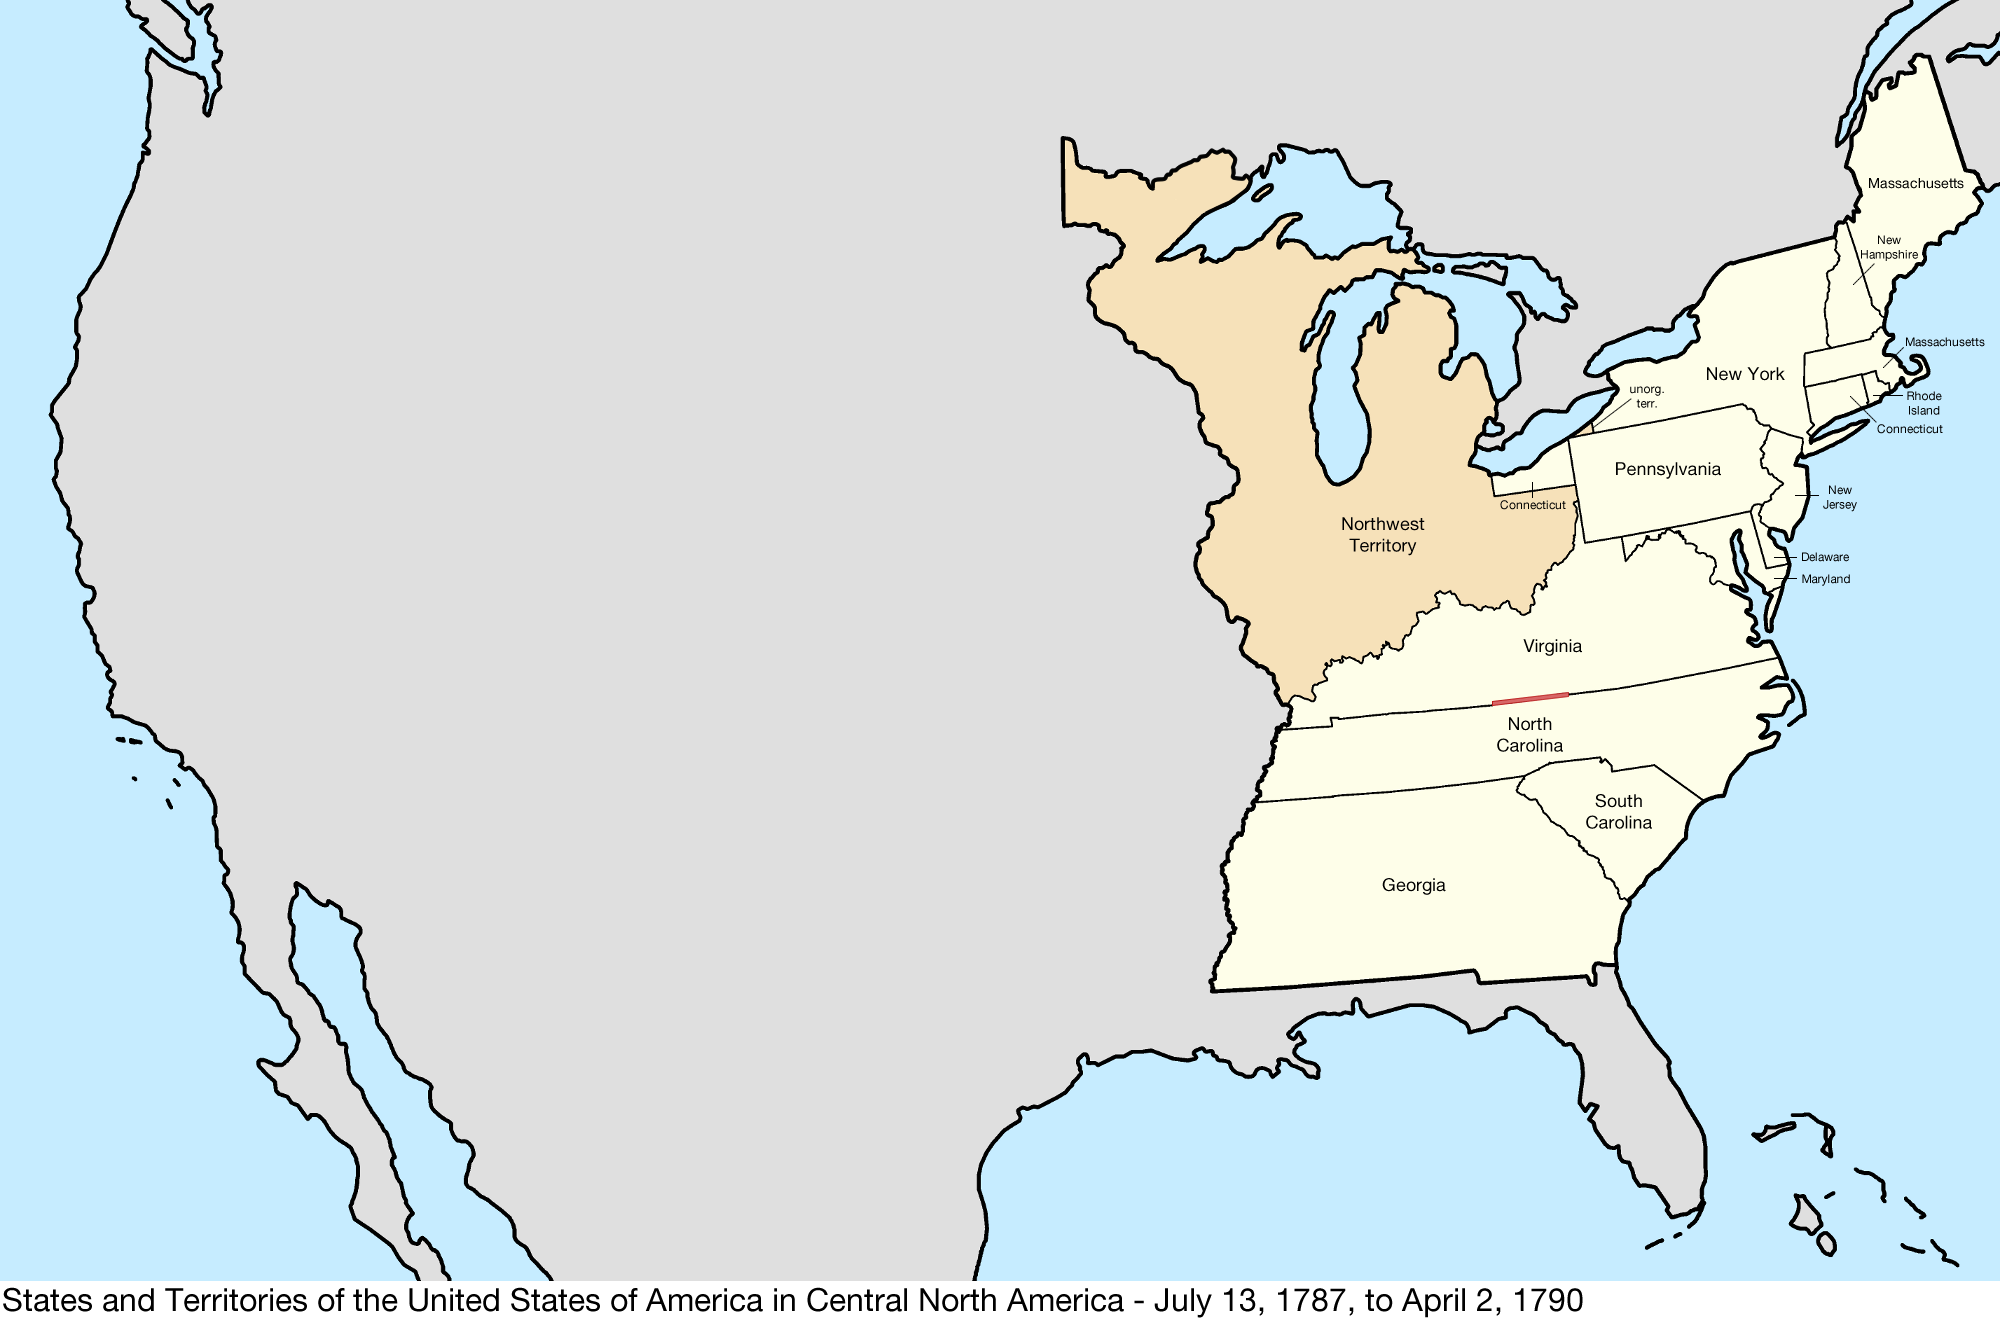 Massachusetts
New
Hampshire
Massachusetts
New York
unorg.
terr.
Rhode
Island
Connecticut
Pennsylvania
New
Jersey
Connecticut
Northwest
Territory
Delaware
Maryland
Virginia
North
Carolina
South
Carolina
Georgia
States and Territories of the United States of America in Central North America - July 13, 1787, to April 2, 1790